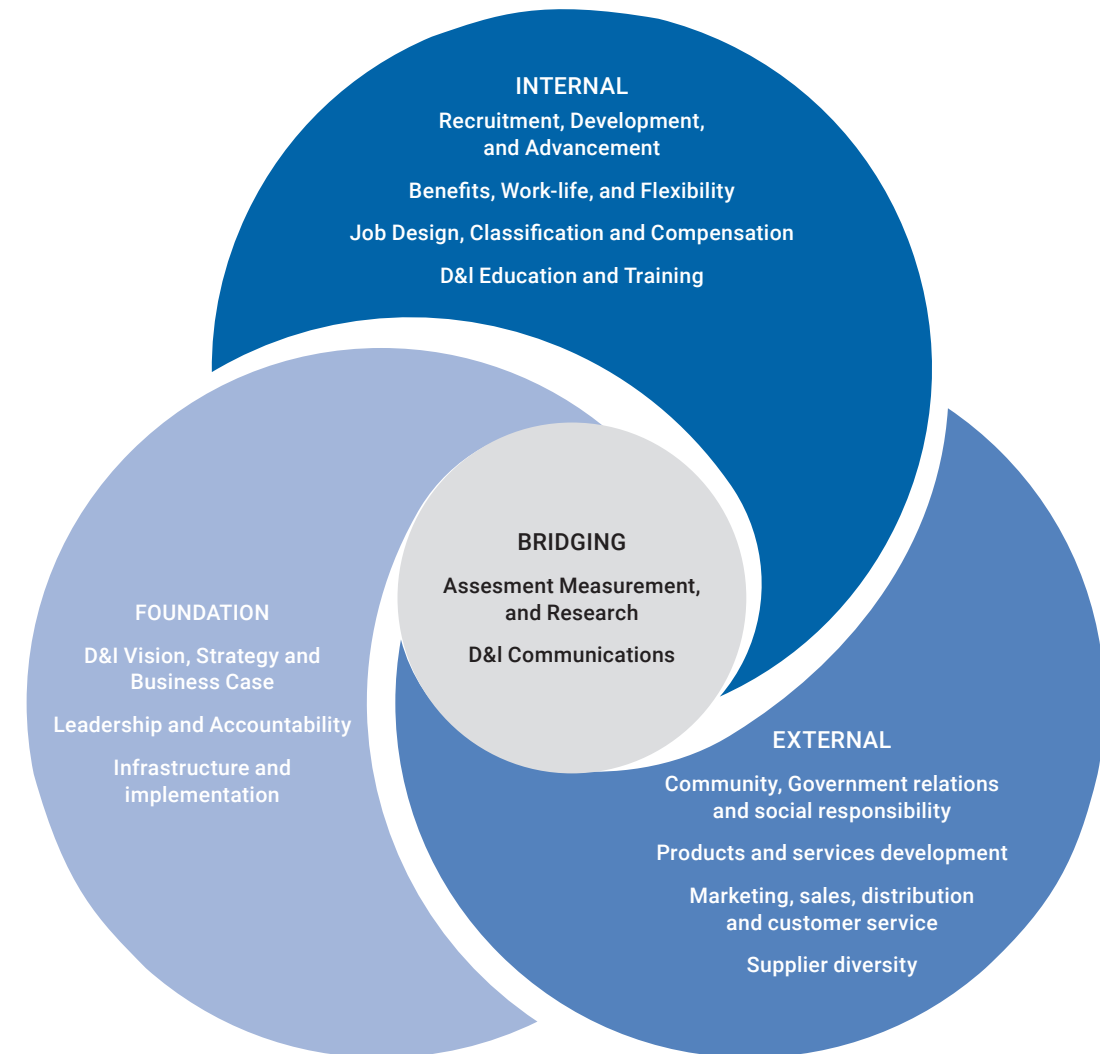 INTERNAL
Recruitment, Development,
and Advancement
Benefits, Work-life, and Flexibility
Job Design, Classification and Compensation
D&I Education and Training
BRIDGING
Assesment Measurement,
and Research
D&I Communications
FOUNDATION
D&I Vision, Strategy and
Business Case
Leadership and Accountability
Infrastructure and
implementation
EXTERNAL
Community, Government relations
and social responsibility
Products and services development
Marketing, sales, distribution
and customer service
Supplier diversity